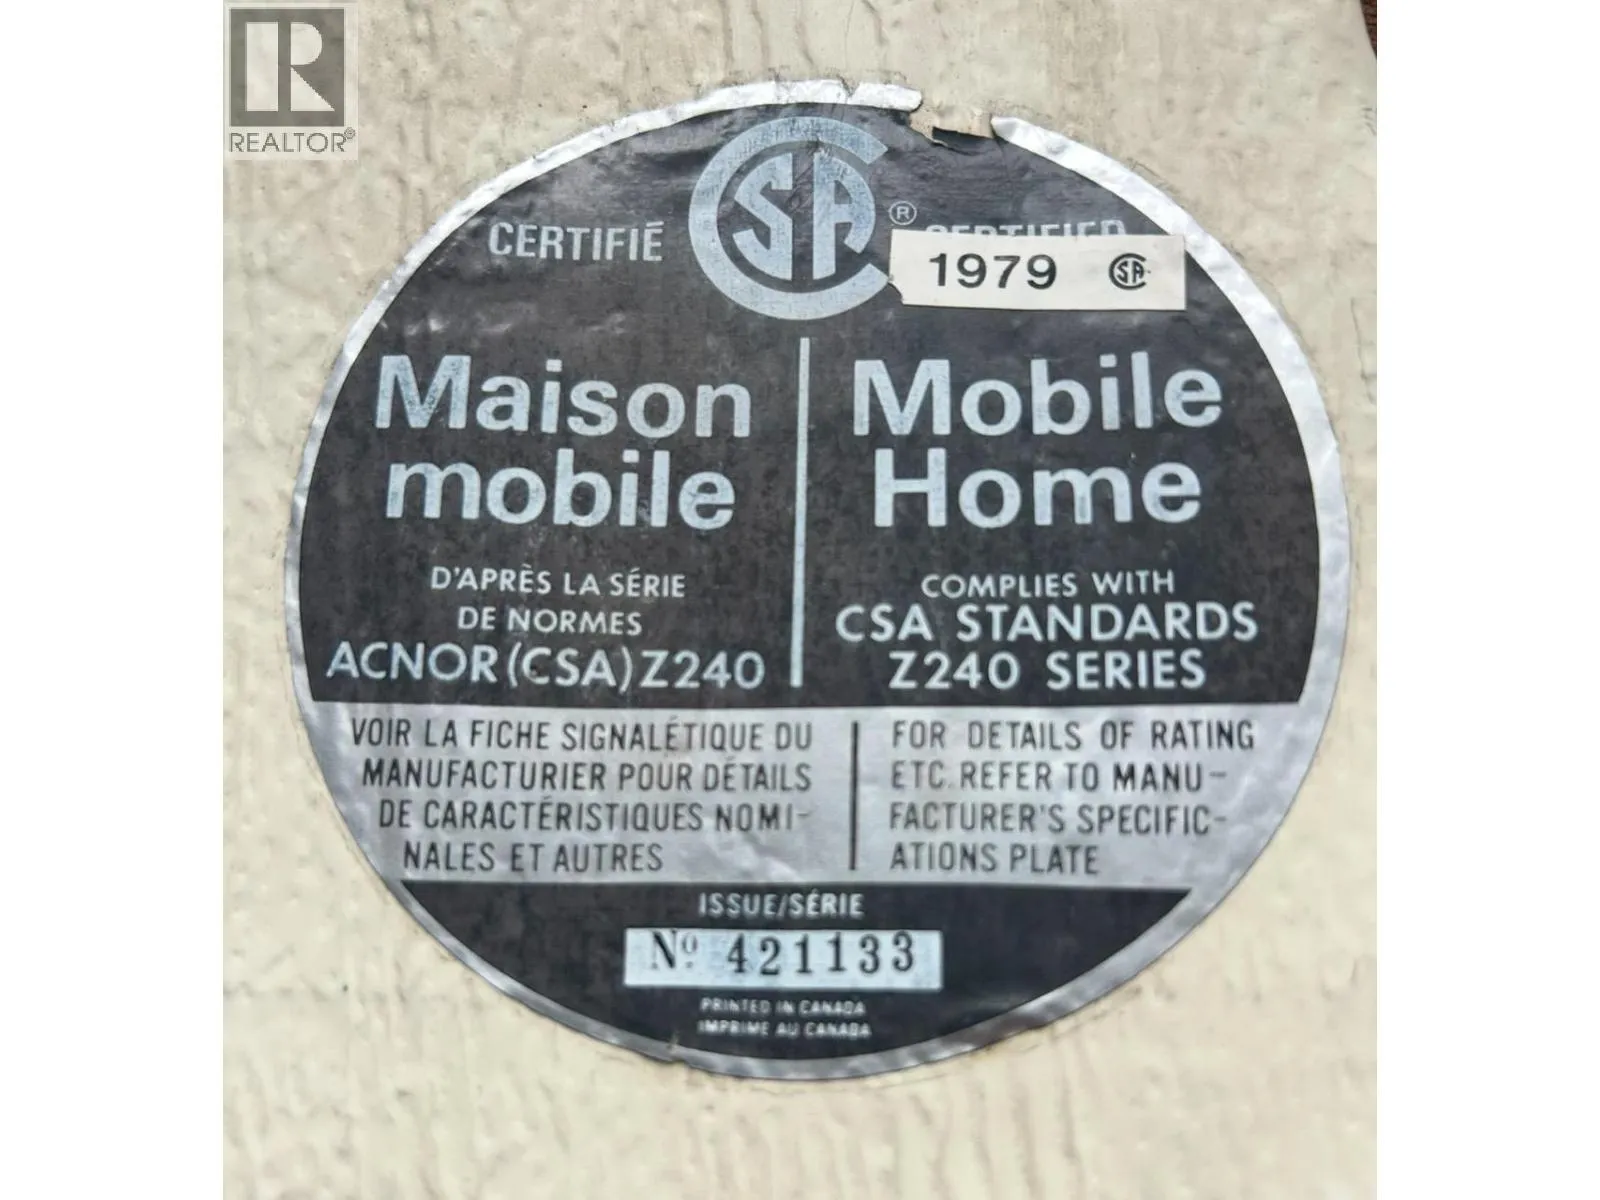 REALTOR®
CSA ®
CERTIFIÉ
CERTIFIED
1979 CSA
Maison
mobile
D'APRÈS LA SÉRIE
DE NORMES
ACNOR (CSA) Z240
Mobile
Home
COMPLIES WITH
CSA STANDARDS
Z240 SERIES
VOIR LA FICHE SIGNALÉTIQUE DU
MANUFACTURIER POUR DÉTAILS
DE CARACTÉRISTIQUES NOMI-
NALES ET AUTRES
FOR DETAILS OF RATING
ETC. REFER TO MANU-
FACTURER'S SPECIFIC-
ATIONS PLATE
ISSUE/SÉRIE
Nº 421133
PRINTED IN CANADA
IMPRIME AU CANADA